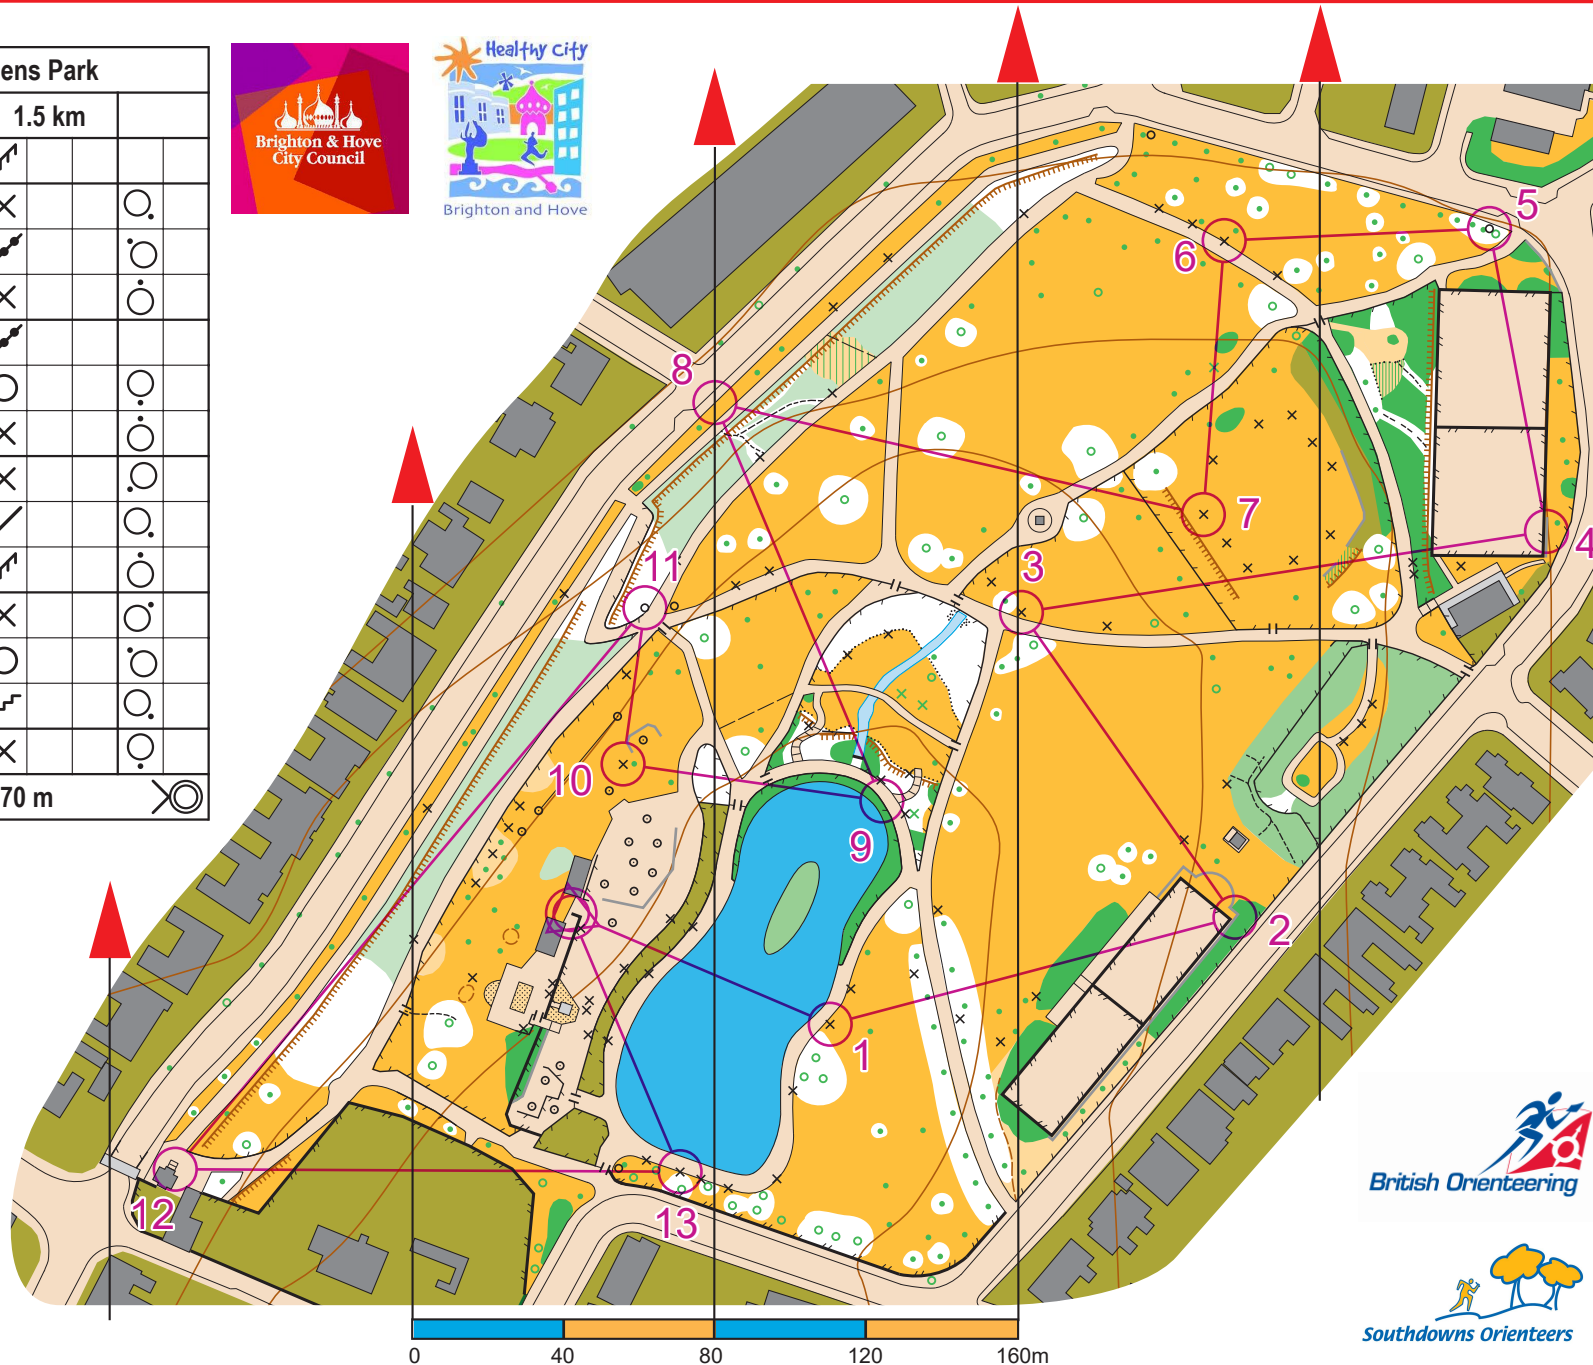 ens Park
1.5 km
70 m
Brighton & Hove
City Council
Healthy City
Brighton and Hove
5
6
8
7
4
3
11
10
9
2
1
12
13
0 40 80 120 160m
British Orienteering
Southdowns Orienteers